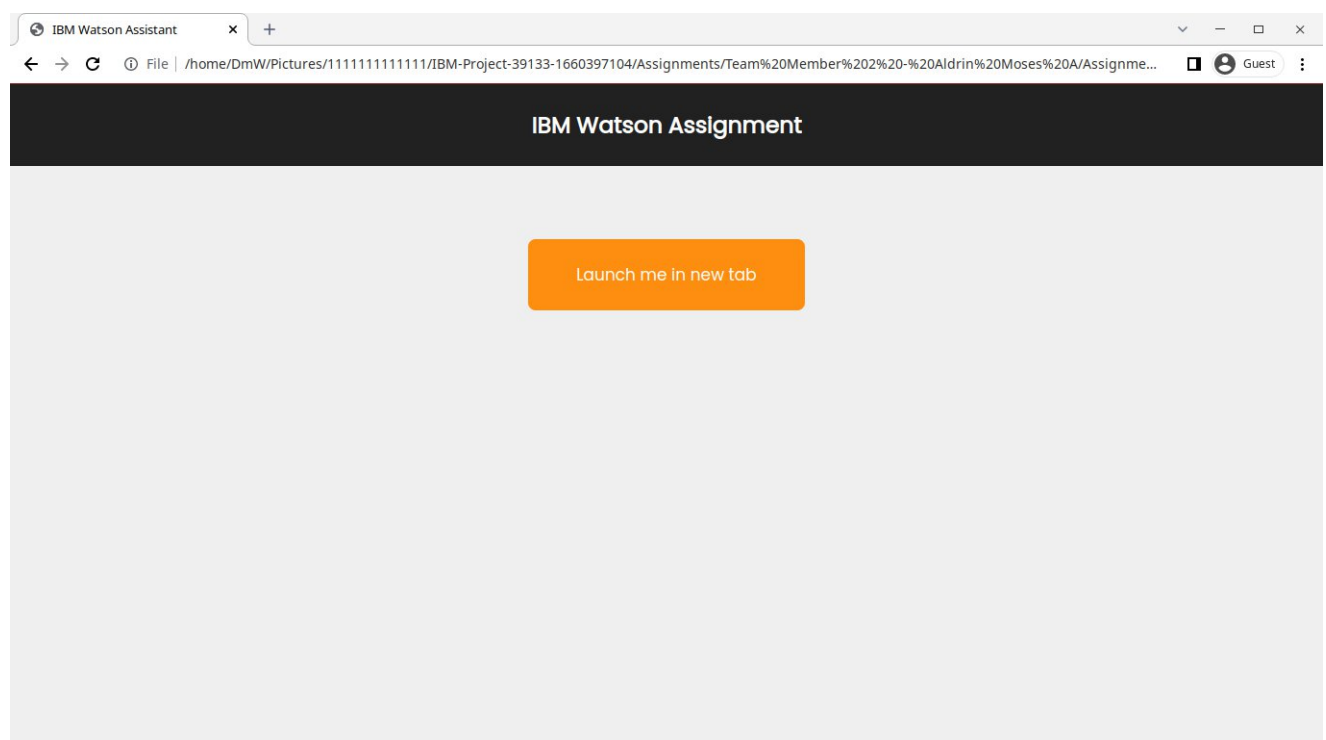 IBM Watson Assistant
File | /home/DmW/Pictures/1111111111111/IBM-Project-39133-1660397104/Assignments/Team%20Member%202%20-%20Aldrin%20Moses%20A/Assignme...
Guest
IBM Watson Assignment
Launch me in new tab